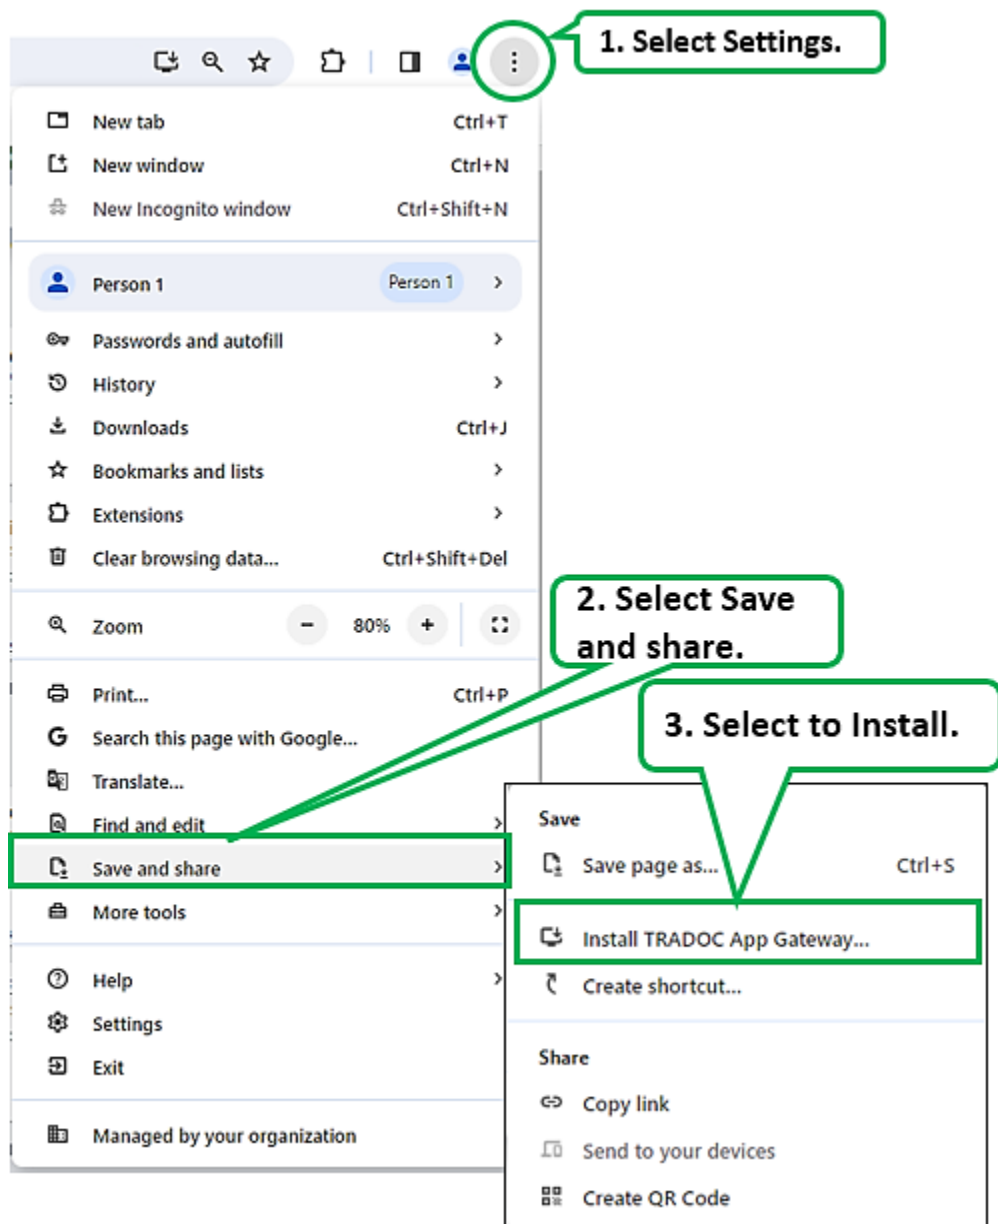 1. Select Settings.
New tab Ctrl+T
New window Ctrl+N
New Incognito window Ctrl+Shift+N
Person 1 Person 1
Passwords and autofill
History
Downloads Ctrl+J
Bookmarks and lists
Extensions
Clear browsing data... Ctrl+Shift+Del
Zoom - 80% +
2. Select Save
and share.
Print... Ctrl+P
Search this page with Google...
Translate...
Find and edit
Save and share
More tools
Help
Settings
Exit
Managed by your organization
3. Select to Install.
Save
Save page as... Ctrl+S
Install TRADOC App Gateway...
Create shortcut...
Share
Copy link
Send to your devices
Create QR Code